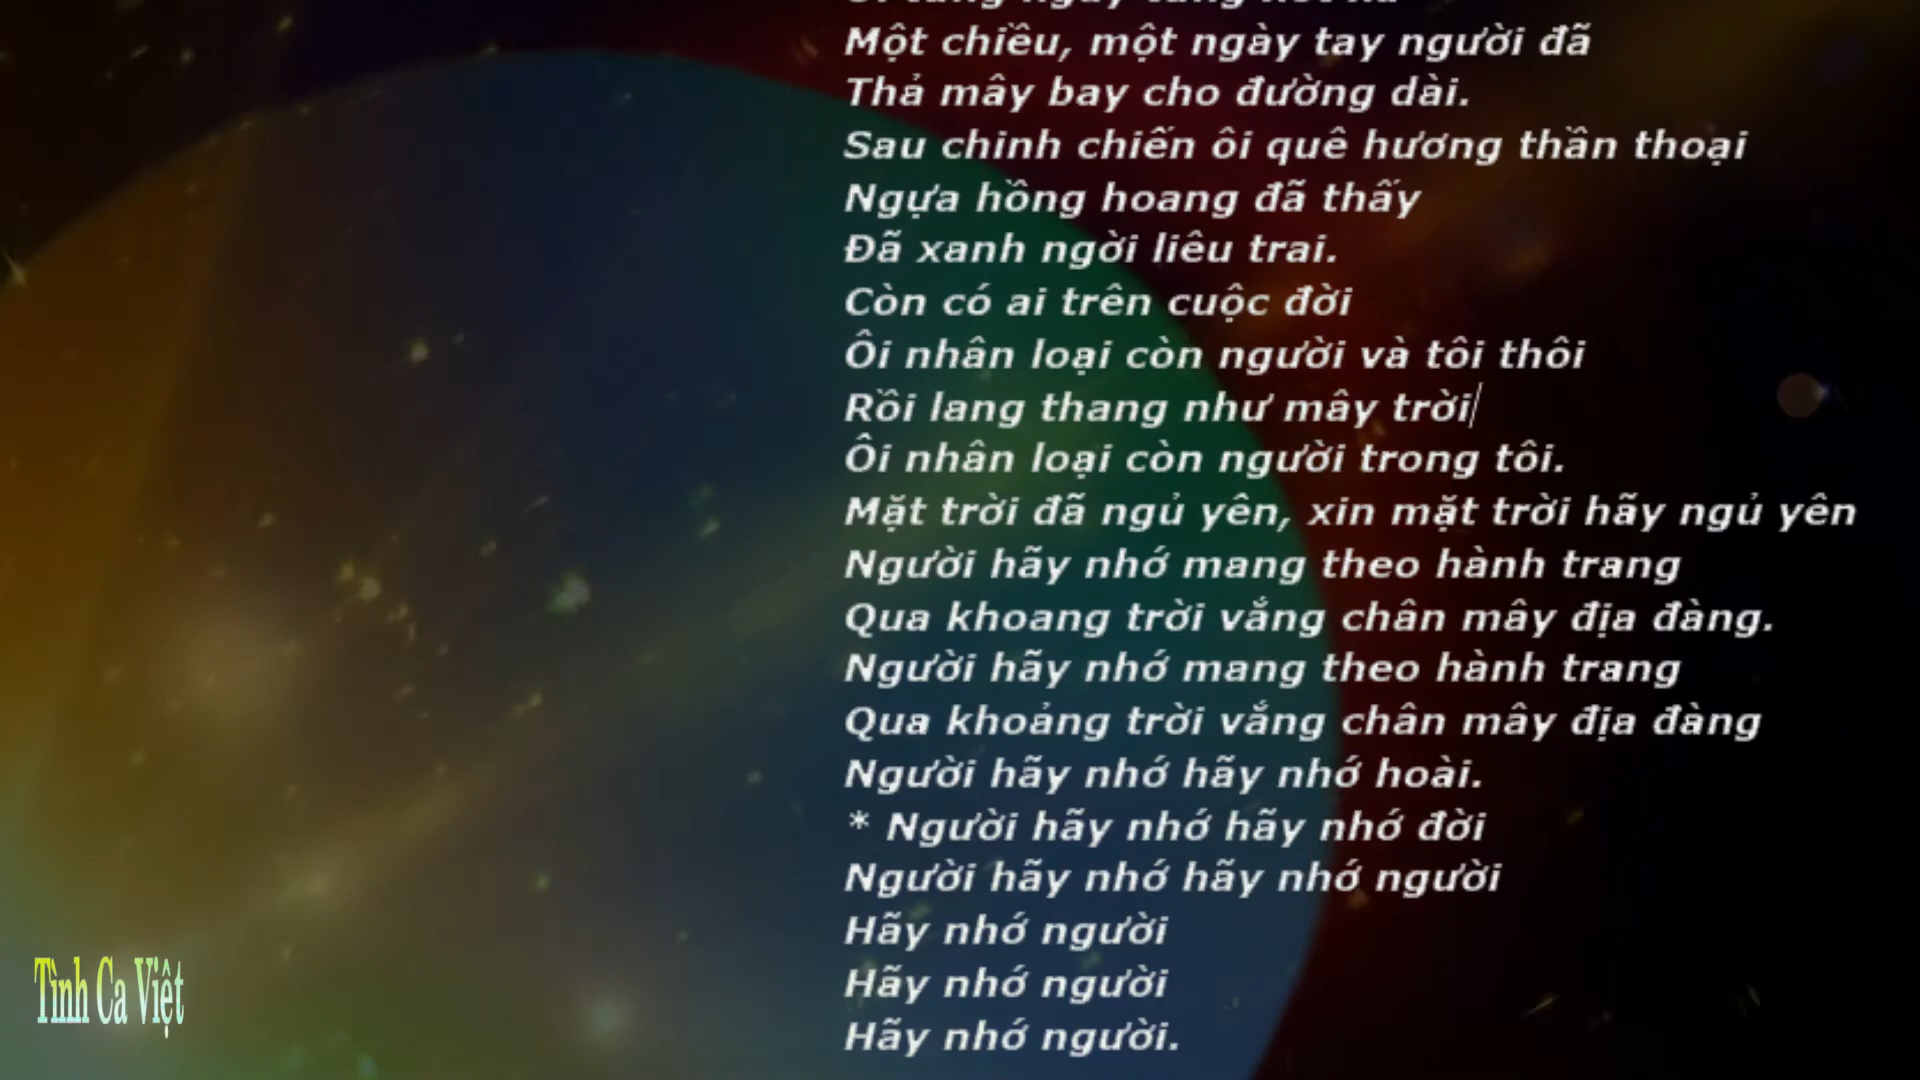 Một chiều, một ngày tay người đã
Thả mây bay cho đường dài.
Sau chinh chiến ôi quê hương thần thoại
Ngựa hồng hoang đã thấy
Đã xanh ngời liêu trai.
Còn có ai trên cuộc đời
Ôi nhân loại còn người và tôi thôi
Rồi lang thang như mây trời
Ôi nhân loại còn người trong tôi.
Mặt trời đã ngủ yên, xin mặt trời hãy ngủ yên
Người hãy nhớ mang theo hành trang
Qua khoang trời vắng chân mây địa đàng.
Người hãy nhớ mang theo hành trang
Qua khoảng trời vắng chân mây địa đàng
Người hãy nhớ hãy nhớ hoài.
* Người hãy nhớ hãy nhớ đời
Người hãy nhớ hãy nhớ người
Hãy nhớ người
Hãy nhớ người
Hãy nhớ người.
Tình Ca Việt